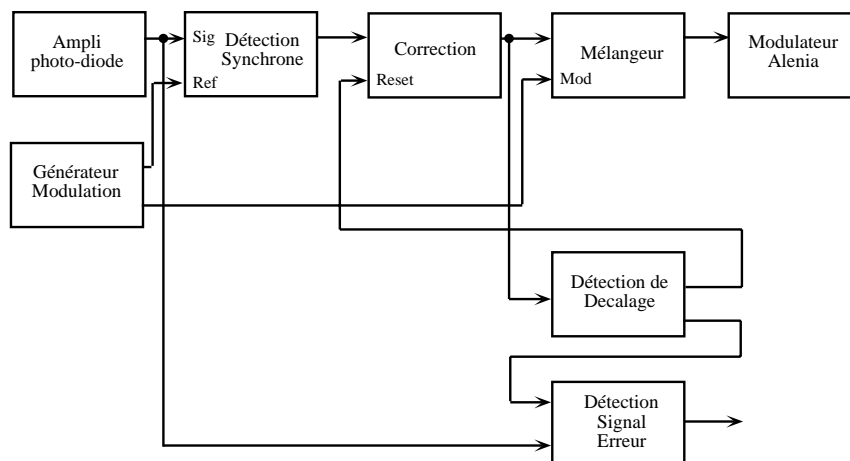 Ampli
photo-diode
Sig
Détection
Synchrone
Ref
Correction
Reset
Mélangeur
Mod
Modulateur
Alenia
Générateur
Modulation
Détection de
Decalage
Détection
Signal
Erreur